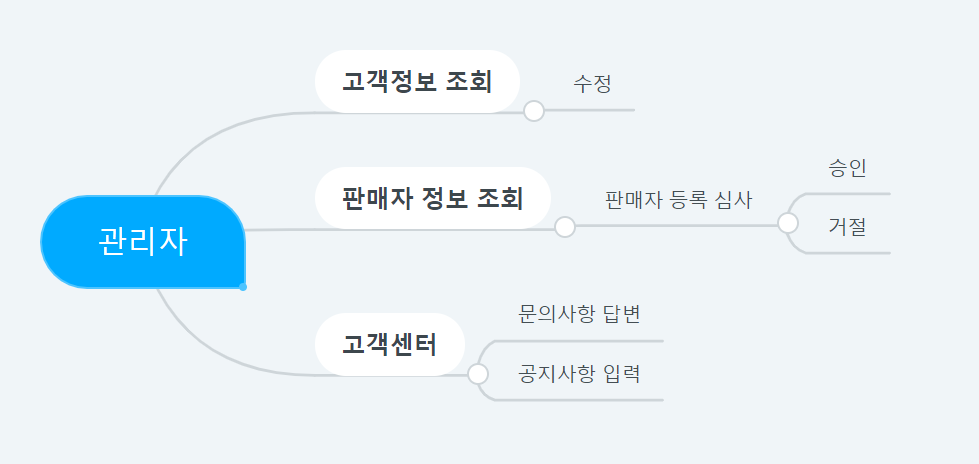 고객정보 조회
수정
관리자
판매자 정보 조회
판매자 등록 심사
승인
거절
고객센터
문의사항 답변
공지사항 입력